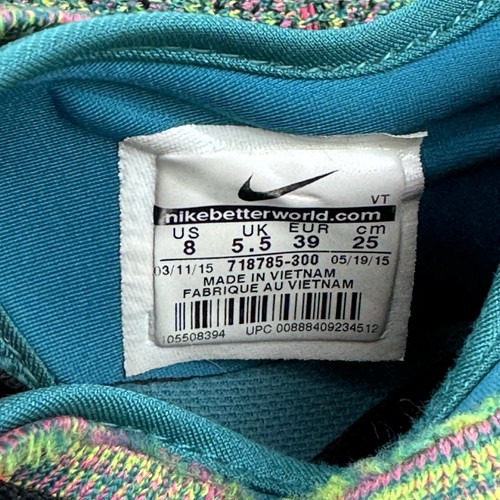 VT
nikebetterworld.com
US UK EUR cm
8 5.5 39 25
03/11/15 718785-300 05/19/15
MADE IN VIETNAM
FABRIQUE AU VIETNAM
105508394 UPC 00888409234512